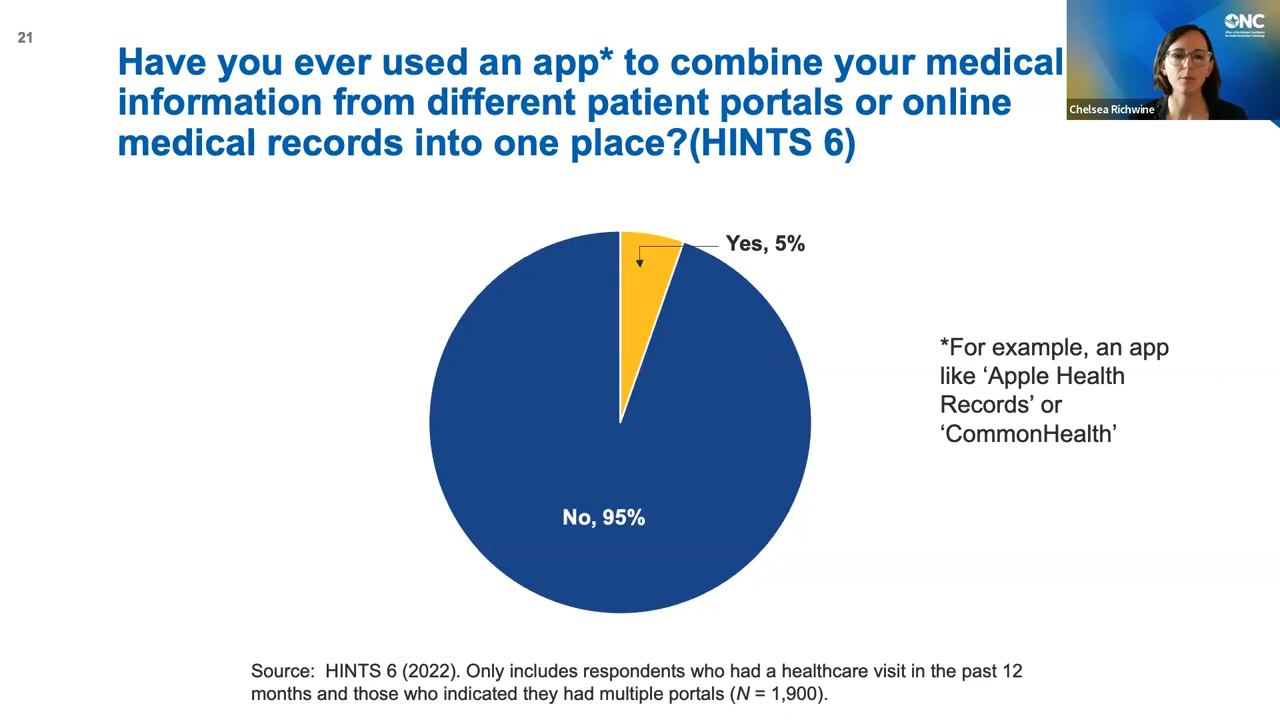 21
Have you ever used an app* to combine your medical
information from different patient portals or online
medical records into one place?(HINTS 6)
ONC
Chelsea Richwine
Yes, 5%
*For example, an app
like ‘Apple Health
Records’ or
‘CommonHealth’
No, 95%
Source:  HINTS 6 (2022). Only includes respondents who had a healthcare visit in the past 12
months and those who indicated they had multiple portals (N = 1,900).